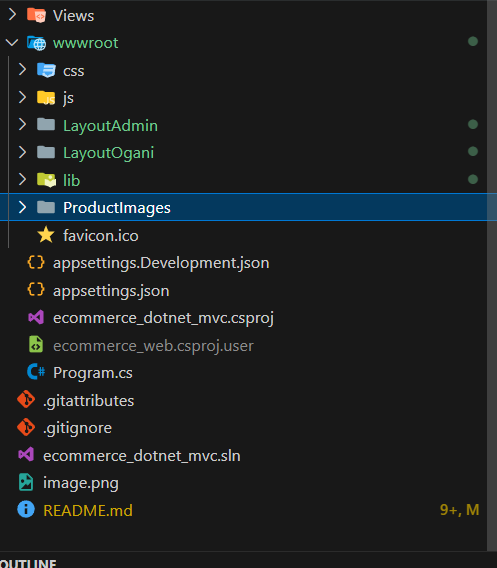 Views
wwwroot
css
js
LayoutAdmin
LayoutOgani
lib
ProductImages
favicon.ico
appsettings.Development.json
appsettings.json
ecommerce_dotnet_mvc.csproj
ecommerce_web.csproj.user
Program.cs
.gitattributes
.gitignore
ecommerce_dotnet_mvc.sln
image.png
README.md 9+, M
OUTLINE